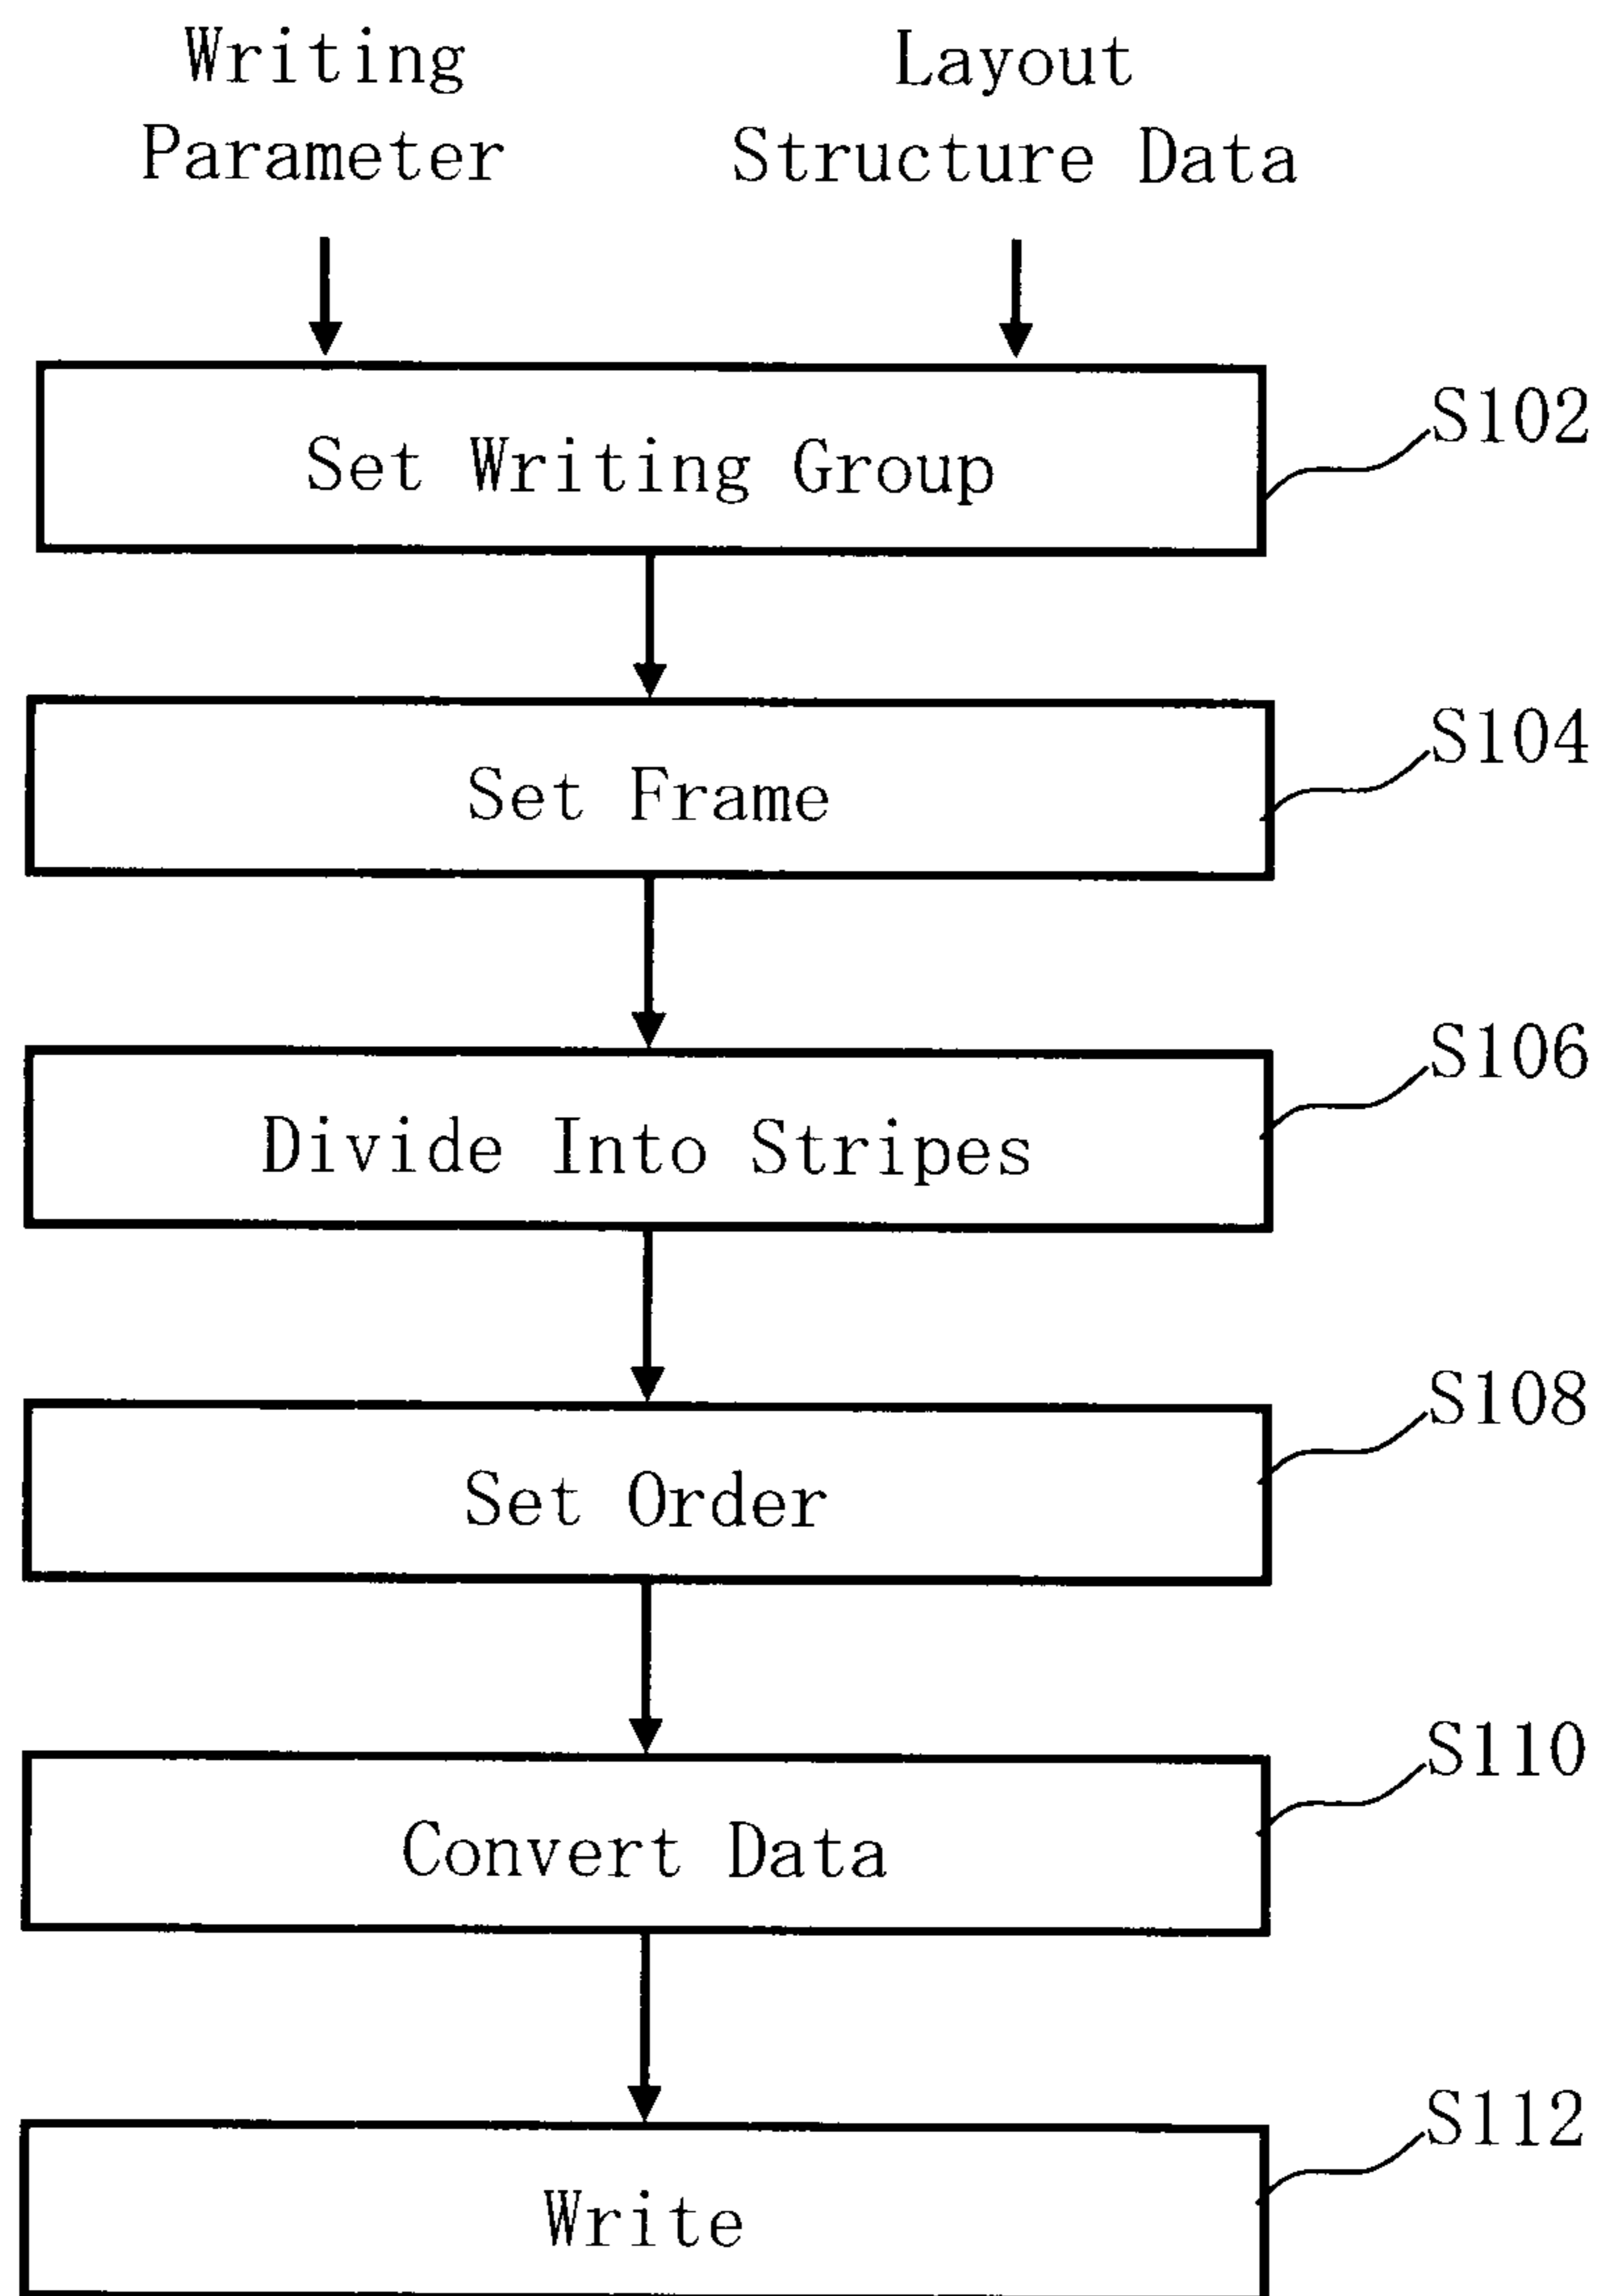 Writing
Parameter
Layout
Structure Data
S102
Set Writing Group
S104
Set Frame
S106
Divide Into Stripes
S108
Set Order
S110
Convert Data
S112
Write